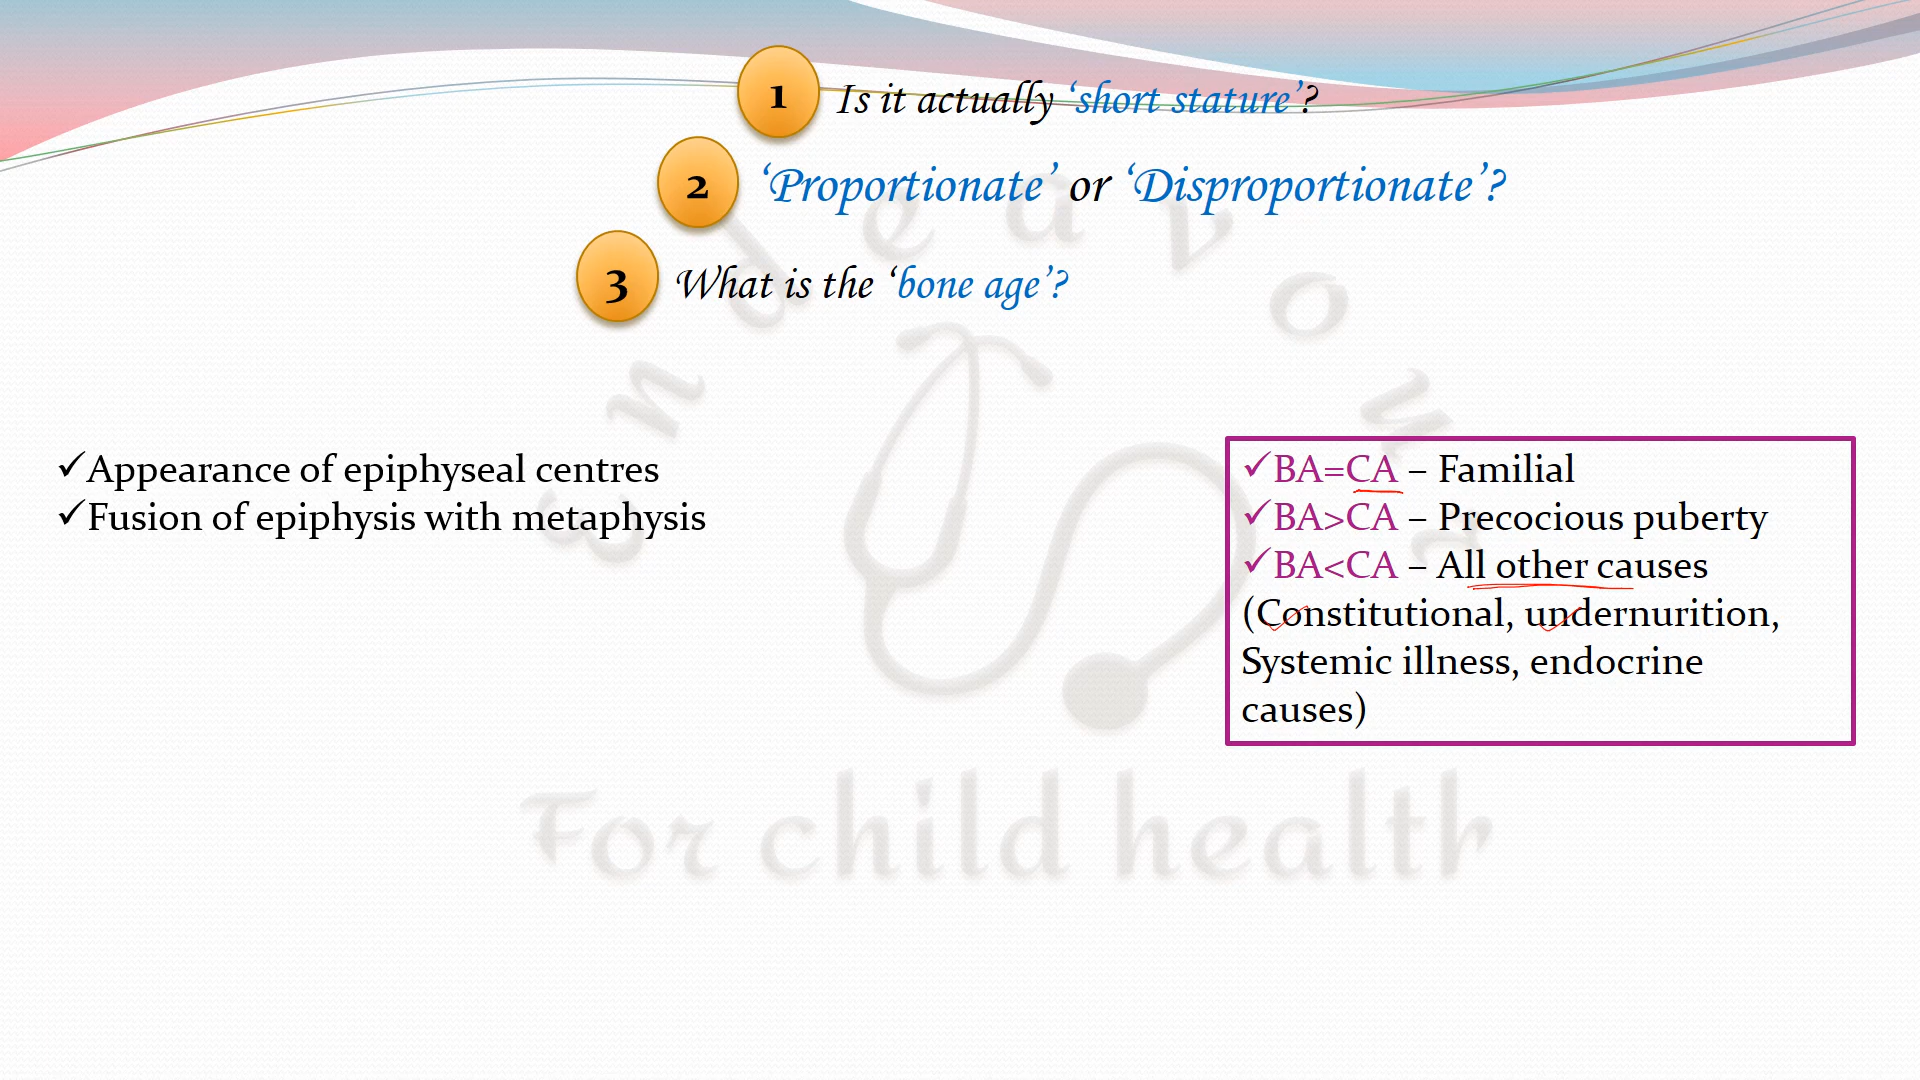 1 Is it actually ‘short stature’?
2 ‘Proportionate’ or ‘Disproportionate’?
3 What is the ‘bone age’?
✓Appearance of epiphyseal centres
✓Fusion of epiphysis with metaphysis
✓BA=CA – Familial
✓BA>CA – Precocious puberty
✓BA<CA – All other causes
(Constitutional, undernurition,
Systemic illness, endocrine
causes)
Endeavour
For child health